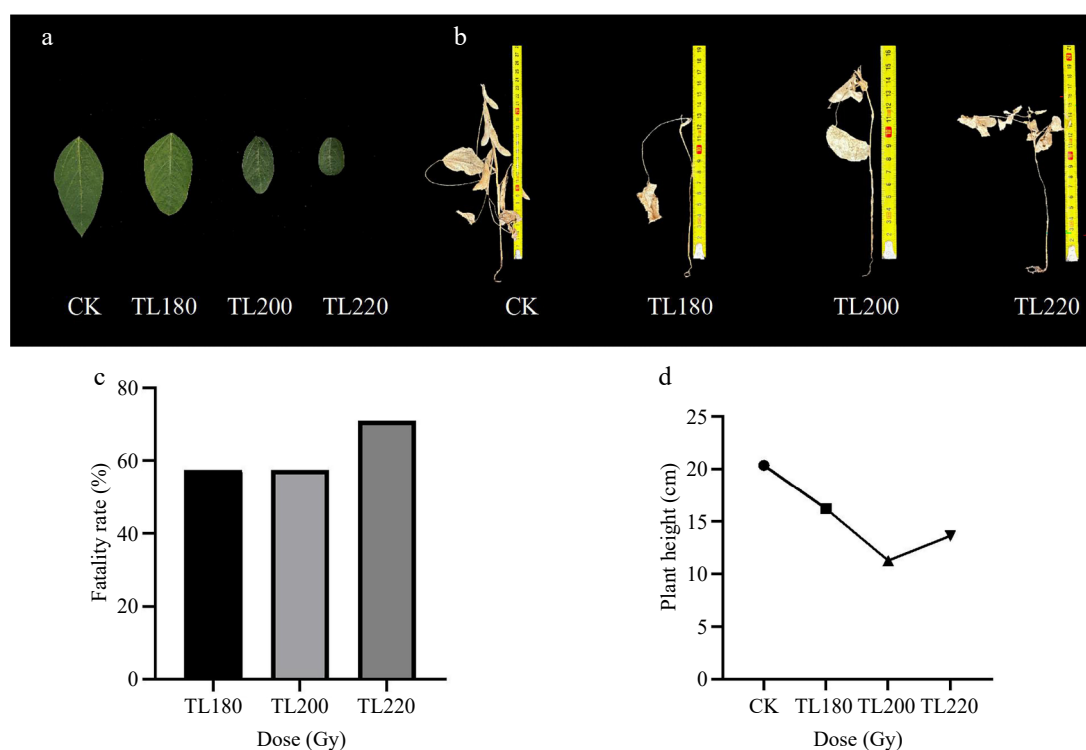 a
b
CK TL180 TL200 TL220
CK TL180 TL200 TL220
c
80
60
40
20
0
Fatality rate (%)
TL180 TL200 TL220
Dose (Gy)
d
25
20
15
10
5
0
Plant height (cm)
CK TL180 TL200 TL220
Dose (Gy)